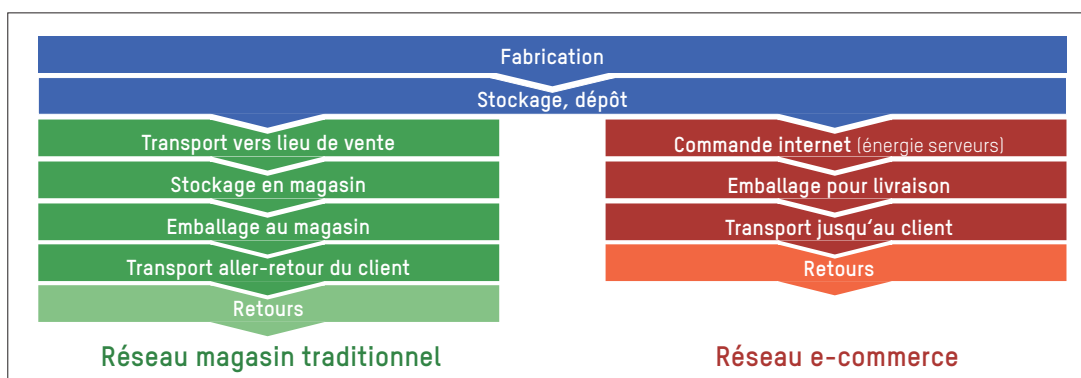 Fabrication
Stockage, dépôt
Transport vers lieu de vente
Stockage en magasin
Emballage au magasin
Transport aller-retour du client
Retours
Réseau magasin traditionnel
Commande internet (énergie serveurs)
Emballage pour livraison
Transport jusqu'au client
Retours
Réseau e-commerce